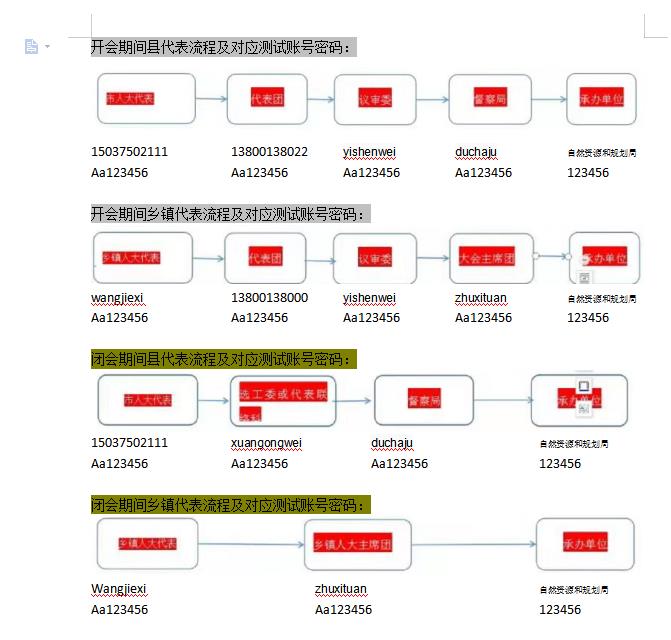 开会期间县代表流程及对应测试账号密码：
市人大代表 代表团 议审委 督察局 承办单位
15037502111 13800138022 yishenwei duchaju 自然资源和规划局
Aa123456 Aa123456 Aa123456 Aa123456 123456
开会期间乡镇代表流程及对应测试账号密码：
乡镇人大代表 代表团 议审委 大会主席团 承办单位
wangjiexi 13800138000 yishenwei zhuxituan 自然资源和规划局
Aa123456 Aa123456 Aa123456 Aa123456 123456
闭会期间县代表流程及对应测试账号密码：
市人大代表 选工委或代表联 督察局 承办单位
络科
15037502111 xuangongwei duchaju 自然资源和规划局
Aa123456 Aa123456 Aa123456 123456
闭会期间乡镇代表流程及对应测试账号密码：
乡镇人大代表 乡镇人大主席团 承办单位
Wangjiexi zhuxituan 自然资源和规划局
Aa123456 Aa123456 123456